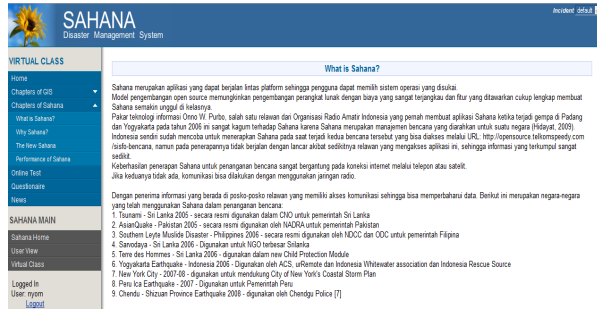 SAHANA
Disaster Management System
Incident default
VIRTUAL CLASS
Home
Chapters of GIS
Chapters of Sahana
What is Sahana?
Why Sahana?
The New Sahana
Performance of Sahana
Online Test
Questionaire
News
SAHANA MAIN
Sahana Home
User View
Virtual Class
Logged In
User: nyom
Logout
What is Sahana?
Sahana merupakan aplikasi yang dapat berjalan lintas platform sehingga pengguna dapat memilih sistem operasi yang disukai.
Model pengembangan open source memungkinkan pengembangan perangkat lunak dengan biaya yang sangat terjangkau dan fitur yang ditawarkan cukup lengkap membuat
Sahana semakin unggul di kelasnya.
Pakar teknologi informasi Onno W. Purbo, salah satu relawan dari Organisasi Radio Amatir Indonesia yang pernah membuat aplikasi Sahana ketika terjadi gempa di Padang
dan Yogyakarta pada tahun 2006 ini sangat kagum terhadap Sahana karena Sahana merupakan manajemen bencana yang diarahkan untuk suatu negara (Hidayat, 2009).
Indonesia sendiri sudah mencoba untuk menerapkan Sahana pada saat terjadi kedua bencana tersebut yang bisa diakses melalui URL: http://opensource.telkomspeedy.com
/sisfo-bencana, namun pada penerapannya tidak berjalan dengan lancar akibat sedikitnya relawan yang mengakses aplikasi ini, sehingga informasi yang terkumpul sangat
sedikit.
Keberhasilan penerapan Sahana untuk penanganan bencana sangat bergantung pada koneksi internet melalui telepon atau satelit.
Jika keduanya tidak ada, komunikasi bisa dilakukan dengan menggunakan jaringan radio.
Dengan penerima informasi yang berada di posko-posko relawan yang memiliki akses komunikasi sehingga bisa memperbaharui data. Berikut ini merupakan negara-negara
yang telah menggunakan Sahana dalam penanganan bencana:
1. Tsunami - Sri Lanka 2005 - secara resmi digunakan dalam CNO untuk pemerintah Sri Lanka
2. AsianQuake - Pakistan 2005 - secara resmi digunakan oleh NADRA untuk pemerintah Pakistan
3. Southern Leyte Muslide Disaster - Philippines 2006 - secara resmi digunakan oleh NDCC dan ODC untuk pemerintah Filipina
4. Sarvodaya - Sri Lanka 2006 - Digunakan untuk NGO terbesar Srilanka
5. Terre des Hommes - Sri Lanka 2006 - digunakan dalam new Child Protection Module
6. Yogyakarta Earthquake - Indonesia 2006 - Digunakan oleh ACS, urRemote dan Indonesia Whitewater association dan Indonesia Rescue Source
7. New York City - 2007-08 - digunakan untuk mendukung City of New York's Coastal Storm Plan
8. Peru Ica Earthquake - 2007 - Digunakan untuk Pemerintah Peru
9. Chendu - Shizuan Province Earthquake 2008 - digunakan oleh Chendgu Police [7]